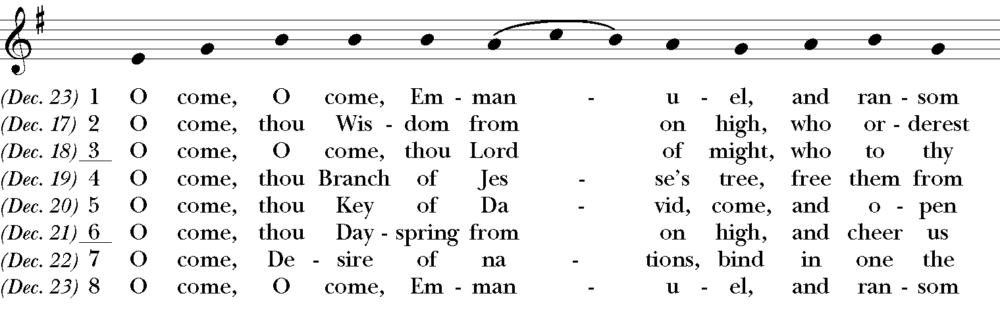 (Dec. 23) 1 O come, O come, Em - man - u - el, and ran - som
(Dec. 17) 2 O come, thou Wis - dom from on high, who or - derest
(Dec. 18) 3 O come, O come, thou Lord of might, who to thy
(Dec. 19) 4 O come, thou Branch of Jes - se's tree, free them from
(Dec. 20) 5 O come, thou Key of Da - vid, come, and o - pen
(Dec. 21) 6 O come, thou Day - spring from on high, and cheer us
(Dec. 22) 7 O come, De - sire of na - tions, bind in one the
(Dec. 23) 8 O come, O come, Em - man - u - el, and ran - som